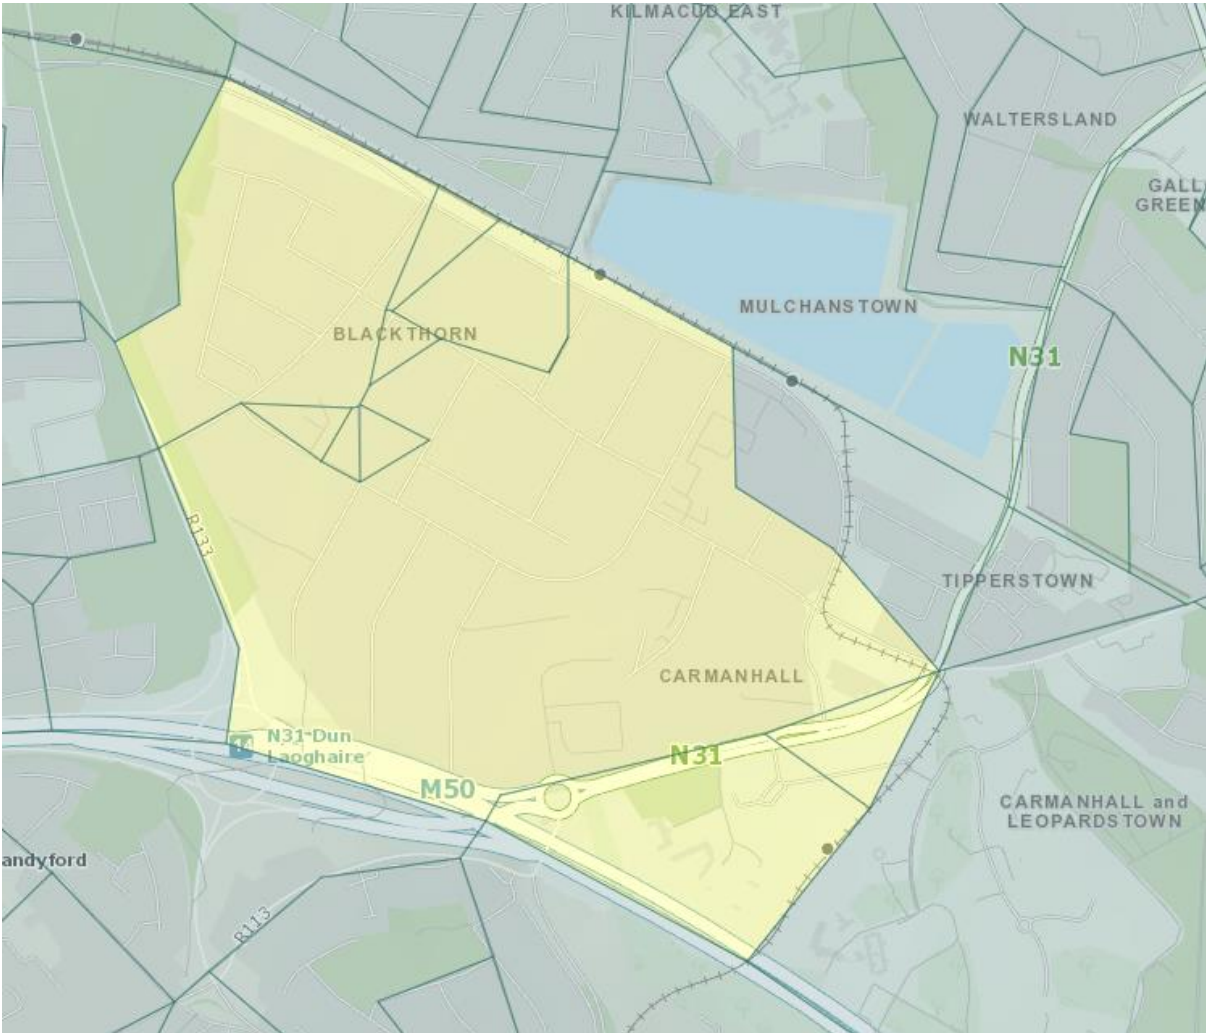 KILMACUD EAST
WALTERSLAND
GALL
GREEN
MULCHANSTOWN
BLACKTHORN
N31
R133
TIPPERSTOWN
CARMANHALL
N31-Dun
Laoghaire
N31
M50
CARMANHALL and
LEOPARDSTOWN
andyford
R113